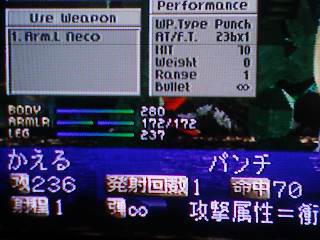 Use Weapon
1. Arm.L Neco
Performance
WP.Type Punch
AT/F.T. 23bx1
HIT 70
Weight 0
Range 1
Bullet ∞
BODY 280
ARMLR 172/172
LEG 237
かえる パンチ
攻236 発射回数1 命中70
射程1 弾∞ 攻撃属性=衝